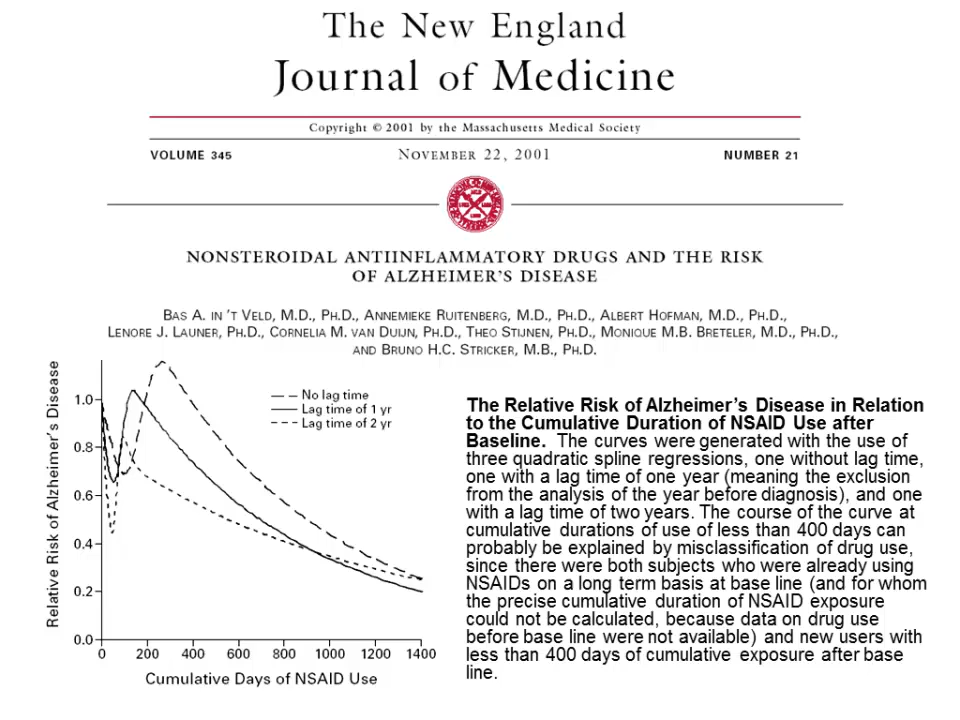 The New England
Journal of Medicine
Copyright © 2001 by the Massachusetts Medical Society
VOLUME 345
NOVEMBER 22, 2001
NUMBER 21
NONSTEROIDAL ANTIINFLAMMATORY DRUGS AND THE RISK
OF ALZHEIMER'S DISEASE
BAS A. IN 'T VELD, M.D., PH.D., ANNEMIEKE RUITENBERG, M.D., PH.D., ALBERT HOFMAN, M.D., PH.D.,
LENORE J. LAUNER, PH.D., CORNELIA M. VAN DUIJN, PH.D., THEO STIJNEN, PH.D., MONIQUE M.B. BRETELER, M.D., PH.D.,
AND BRUNO H.C. STRICKER, M.B., PH.D.
Relative Risk of Alzheimer's Disease
1.0
0.8
0.6
0.4
0.2
0.0
No lag time
Lag time of 1 yr
Lag time of 2 yr
0 200 400 600 800 1000 1200 1400
Cumulative Days of NSAID Use
The Relative Risk of Alzheimer's Disease in Relation
to the Cumulative Duration of NSAID Use after
Baseline. The curves were generated with the use of
three quadratic spline regressions, one without lag time,
one with a lag time of one year (meaning the exclusion
from the analysis of the year before diagnosis), and one
with a lag time of two years. The course of the curve at
cumulative durations of use of less than 400 days can
probably be explained by misclassification of drug use,
since there were both subjects who were already using
NSAIDs on a long term basis at base line (and for whom
the precise cumulative duration of NSAID exposure
could not be calculated, because data on drug use
before base line were not available) and new users with
less than 400 days of cumulative exposure after base
line.